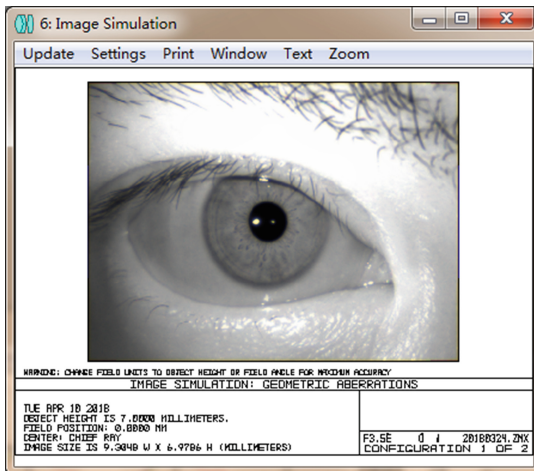 6: Image Simulation
Update Settings Print Window Text Zoom
WARNING: CHANGE FIELD UNITS TO OBJECT HEIGHT OR FIELD ANGLE FOR MAXIMUM ACCURACY
IMAGE SIMULATION: GEOMETRIC ABERRATIONS
TUE APR 10 2018
OBJECT HEIGHT IS 7.0000 MILLIMETERS.
FIELD POSITION: 0.0000 MM
CENTER: CHIEF RAY
IMAGE SIZE IS 9.3048 W X 6.9786 H (MILLIMETERS)
F3.5E 20180324.ZMX
CONFIGURATION 1 OF 2